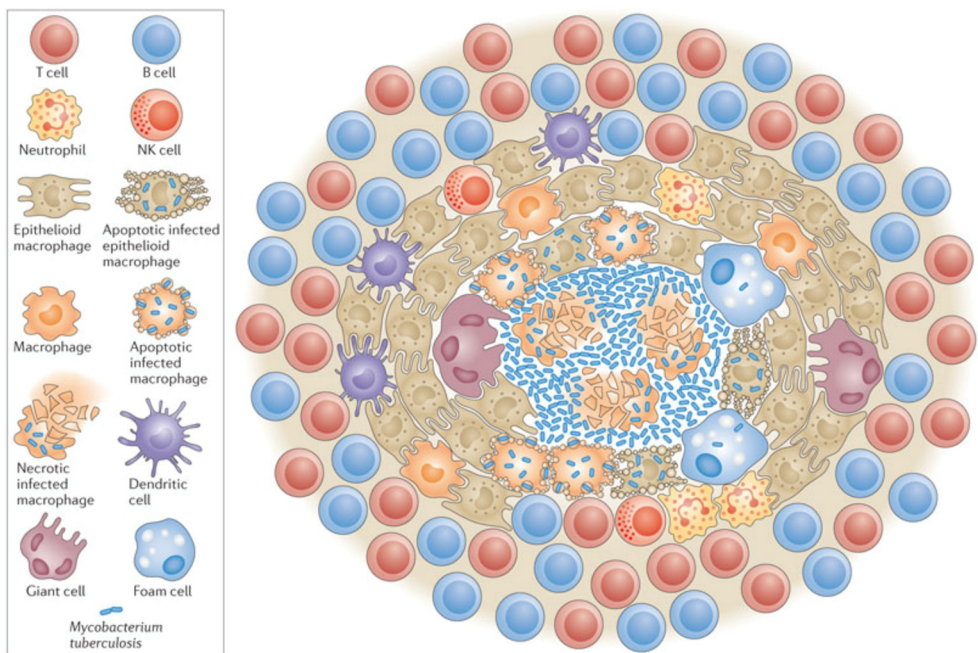 T cell
B cell
Neutrophil
NK cell
Epithelioid
macrophage
Apoptotic infected
epithelioid
macrophage
Macrophage
Apoptotic
infected
macrophage
Necrotic
infected
macrophage
Dendritic
cell
Giant cell
Foam cell
Mycobacterium
tuberculosis